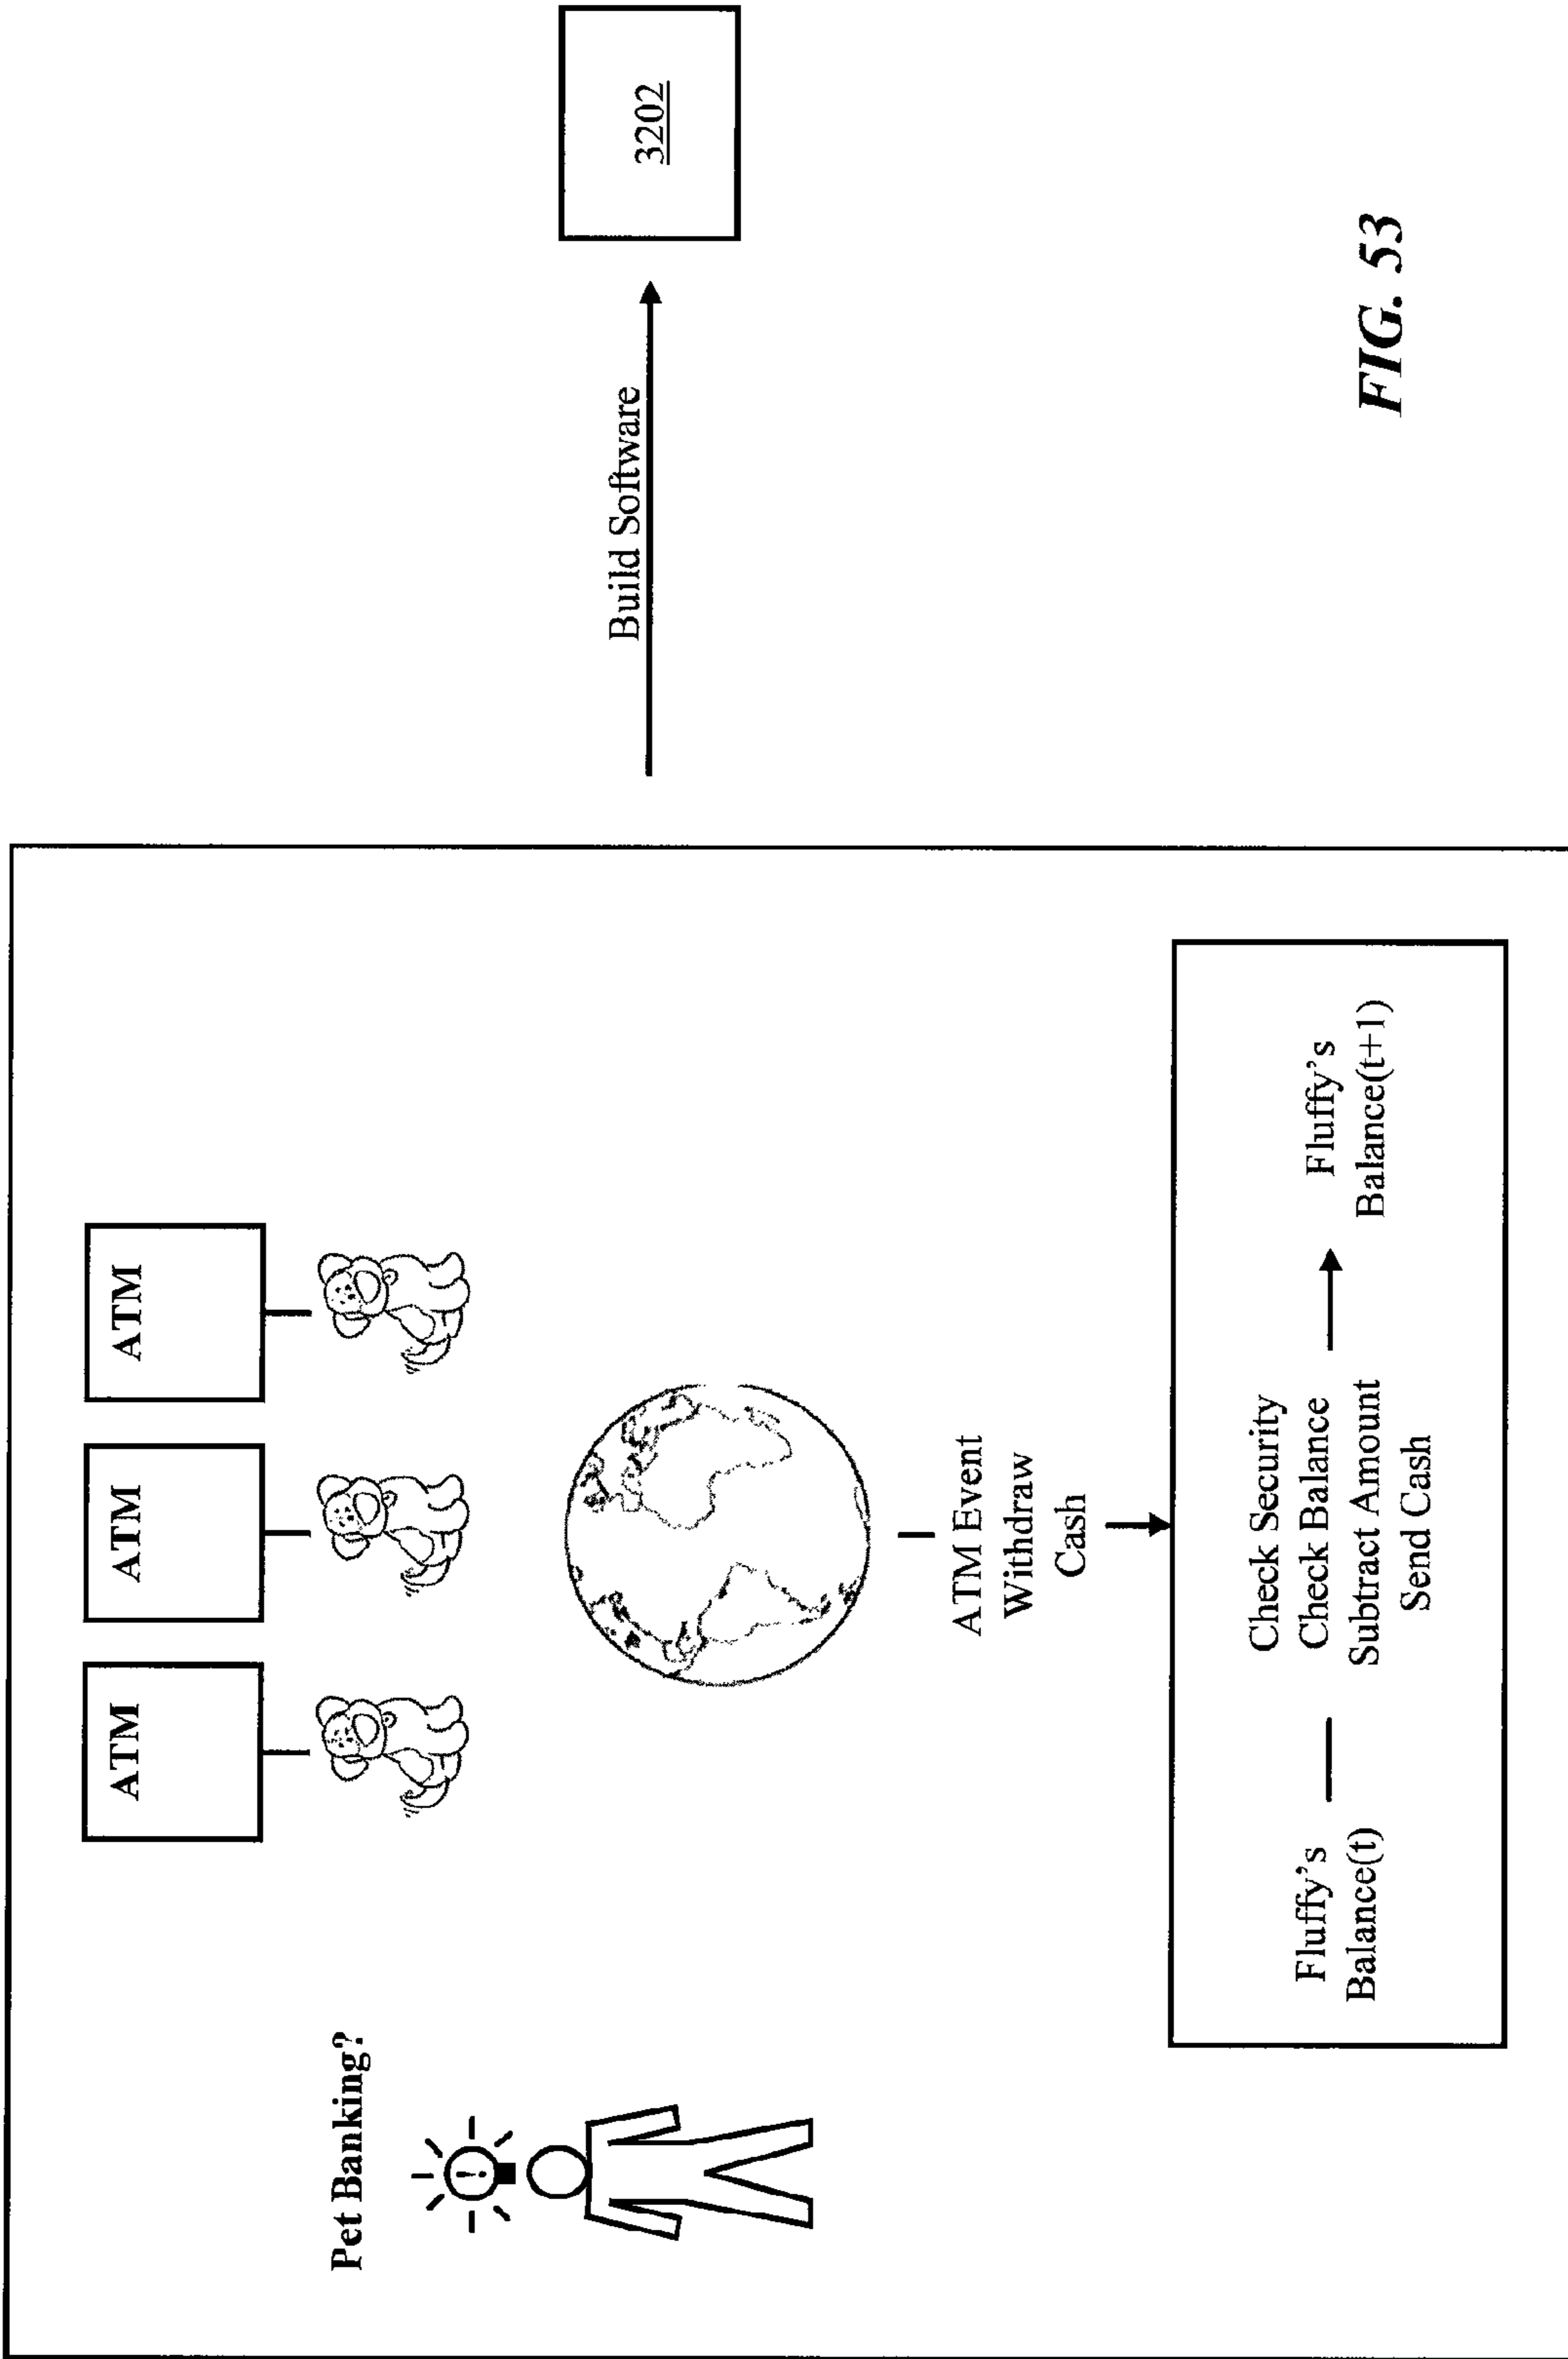 Pet Banking?
ATM
ATM
ATM
ATM Event
Withdraw
Cash
Fluffy's
Balance(t)
Check Security
Check Balance
Subtract Amount
Send Cash
Fluffy's
Balance(t+1)
Build Software
3202
FIG. 53